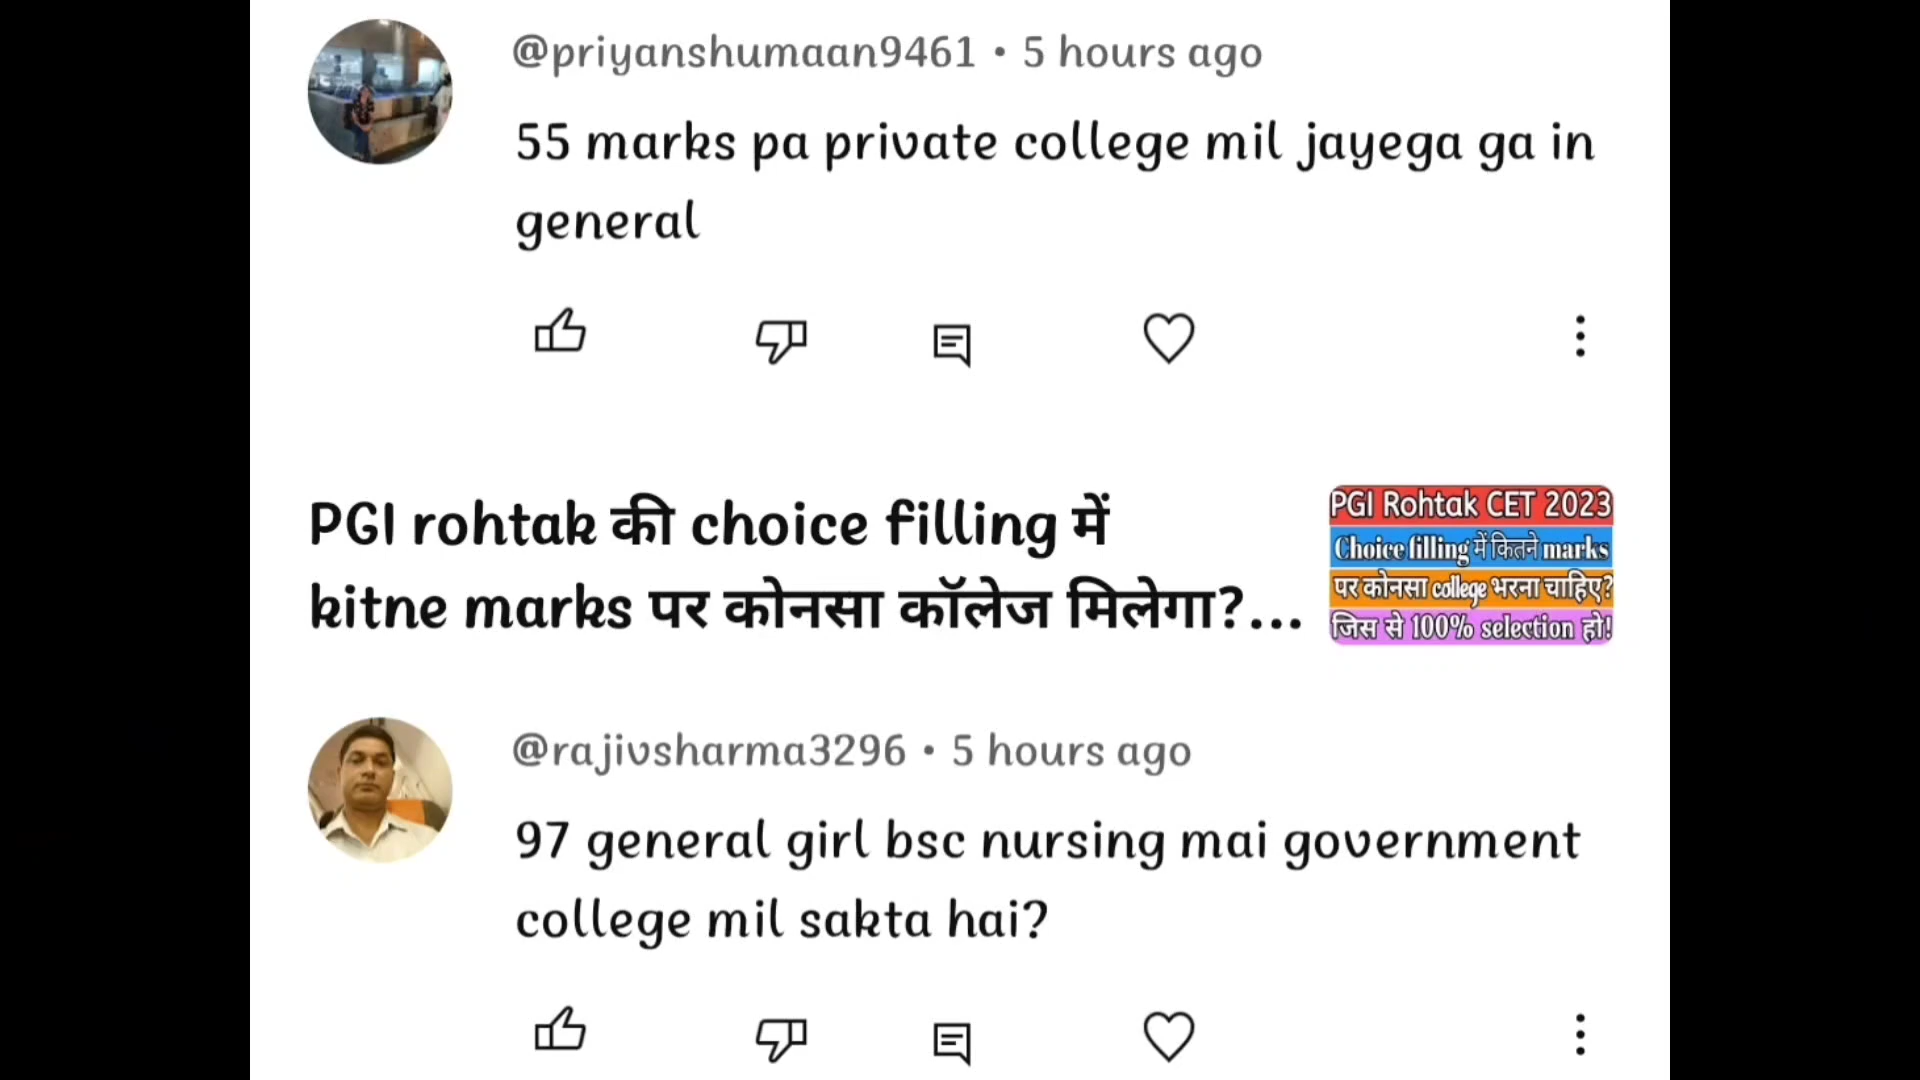 @priyanshumaan9461 • 5 hours ago
55 marks pa private college mil jayega ga in
general
PGI rohtak की choice filling में
kitne marks पर कोनसा कॉलेज मिलेगा?...
PGI Rohtak CET 2023
Choice filling में कितने marks
पर कोनसा college भरना चाहिए?
जिस से 100% selection हो!
@rajivsharma3296 • 5 hours ago
97 general girl bsc nursing mai government
college mil sakta hai?